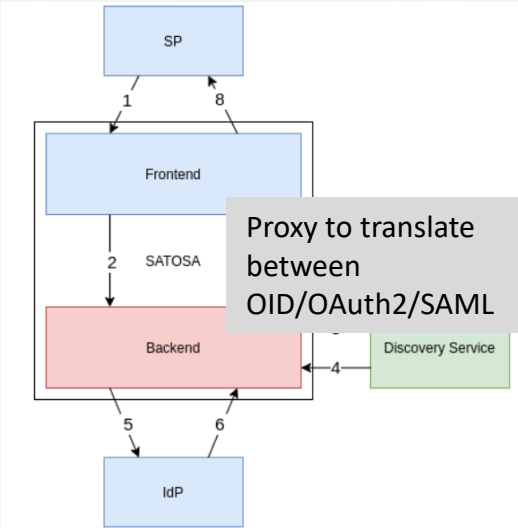 SP
1
8
Frontend
2
SATOSA
Proxy to translate
between
OID/OAuth2/SAML
Backend
4
Discovery Service
5
6
IdP